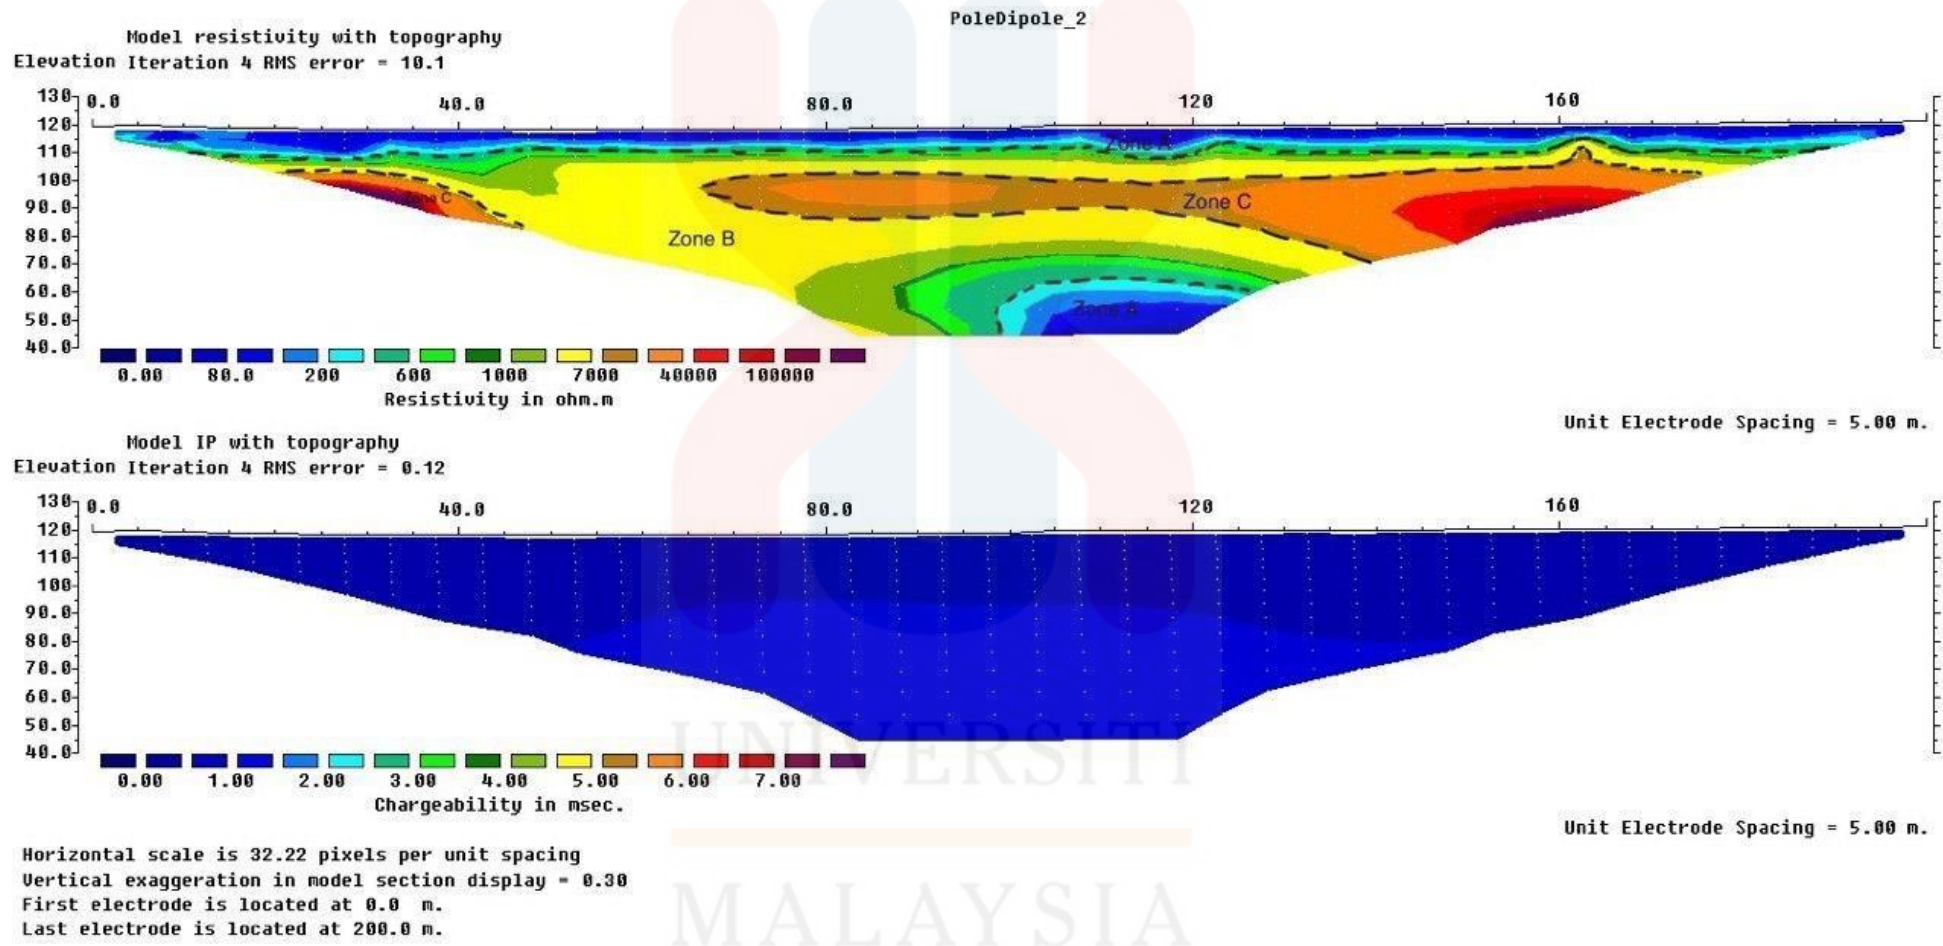 PoleDipole_2
Model resistivity with topography
Elevation Iteration 4 RMS error = 10.1
0.0 40.0 80.0 120 160
130
120
110
100
90.0
80.0
70.0
60.0
50.0
40.0
Zone A
Zone C
Zone C
Zone B
Zone A
0.00 80.0 200 600 1000 7000 40000 100000
Resistivity in ohm.m
Unit Electrode Spacing = 5.00 m.
Model IP with topography
Elevation Iteration 4 RMS error = 0.12
0.0 40.0 80.0 120 160
130
120
110
100
90.0
80.0
70.0
60.0
50.0
40.0
0.00 1.00 2.00 3.00 4.00 5.00 6.00 7.00
Chargeability in msec.
Unit Electrode Spacing = 5.00 m.
Horizontal scale is 32.22 pixels per unit spacing
Vertical exaggeration in model section display = 0.30
First electrode is located at 0.0 m.
Last electrode is located at 200.0 m.
UNIVERSITI
MALAYSIA